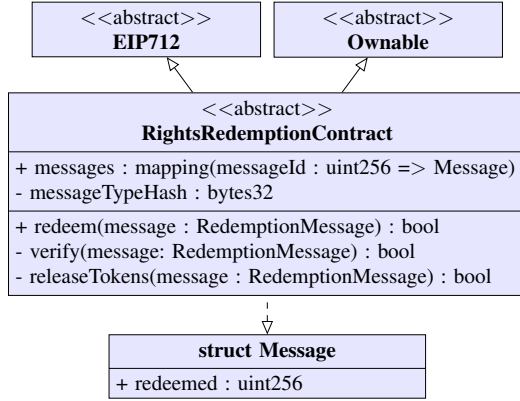 <<abstract>>
EIP712
<<abstract>>
Ownable
<<abstract>>
RightsRedemptionContract
+ messages : mapping(messageId : uint256 => Message)
- messageTypeHash : bytes32
+ redeem(message : RedemptionMessage) : bool
- verify(message: RedemptionMessage) : bool
- releaseTokens(message : RedemptionMessage) : bool
struct Message
+ redeemed : uint256